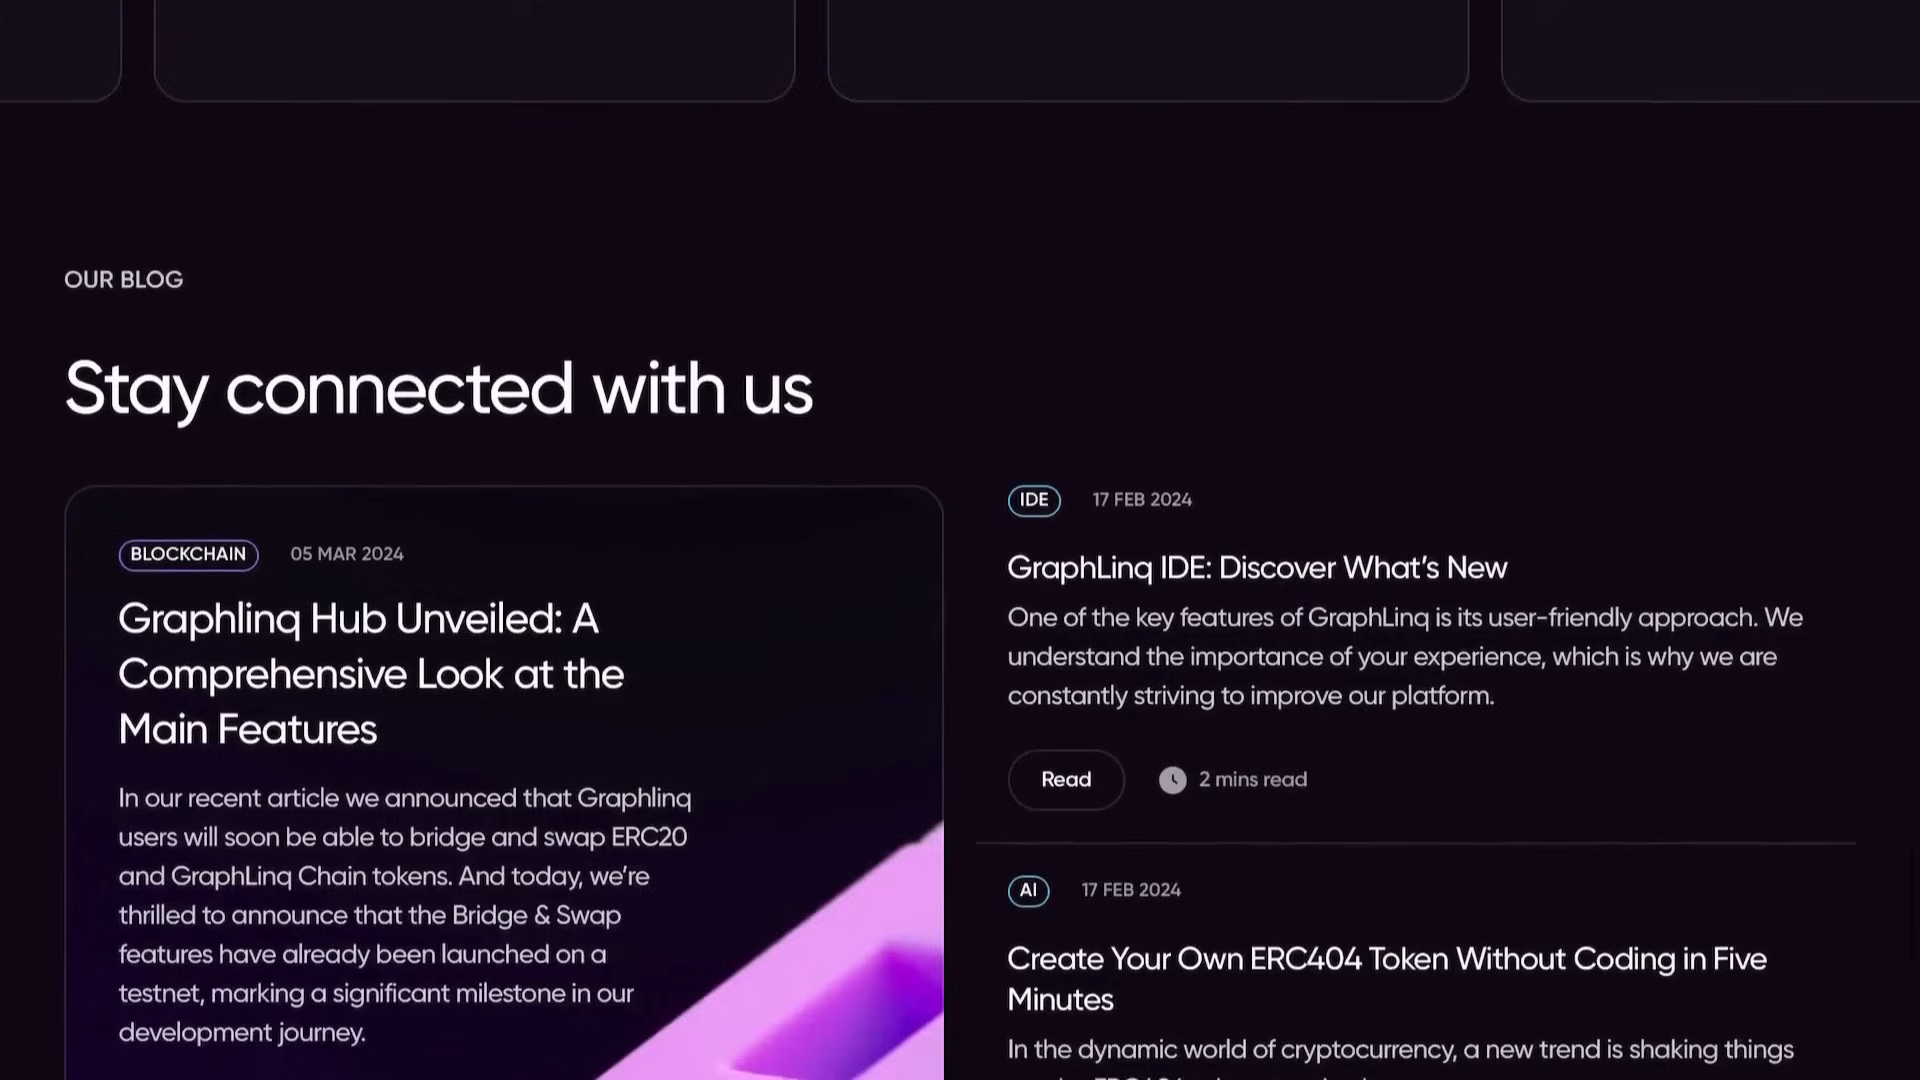 OUR BLOG
Stay connected with us
BLOCKCHAIN 05 MAR 2024
Graphlinq Hub Unveiled: A
Comprehensive Look at the
Main Features
In our recent article we announced that Graphlinq
users will soon be able to bridge and swap ERC20
and GraphLinq Chain tokens. And today, we're
thrilled to announce that the Bridge & Swap
features have already been launched on a
testnet, marking a significant milestone in our
development journey.
IDE 17 FEB 2024
GraphLinq IDE: Discover What's New
One of the key features of GraphLinq is its user-friendly approach. We
understand the importance of your experience, which is why we are
constantly striving to improve our platform.
Read 2 mins read
AI 17 FEB 2024
Create Your Own ERC404 Token Without Coding in Five
Minutes
In the dynamic world of cryptocurrency, a new trend is shaking things